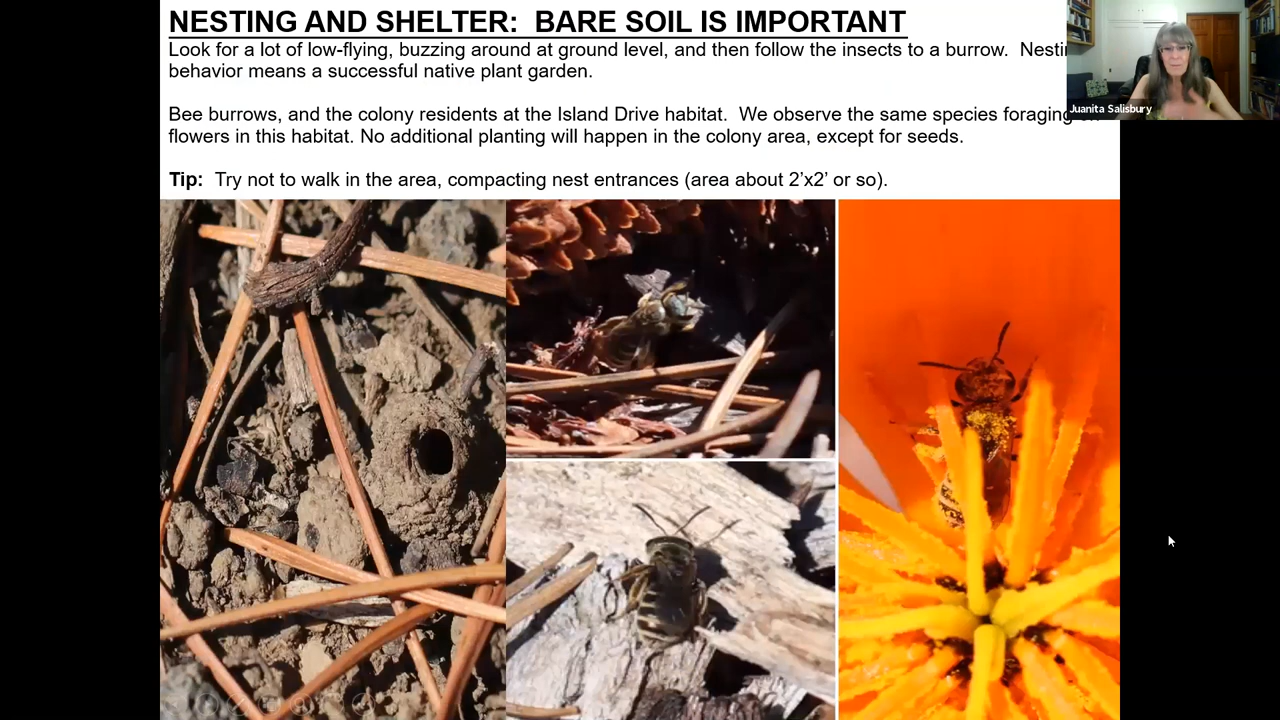 NESTING AND SHELTER: BARE SOIL IS IMPORTANT
Look for a lot of low-flying, buzzing around at ground level, and then follow the insects to a burrow.
behavior means a successful native plant garden.
Bee burrows, and the colony residents at the Island Drive habitat. We observe the same species foraging
flowers in this habitat. No additional planting will happen in the colony area, except for seeds.
Tip: Try not to walk in the area, compacting nest entrances (area about 2’x2’ or so).
Juanita Salisbury